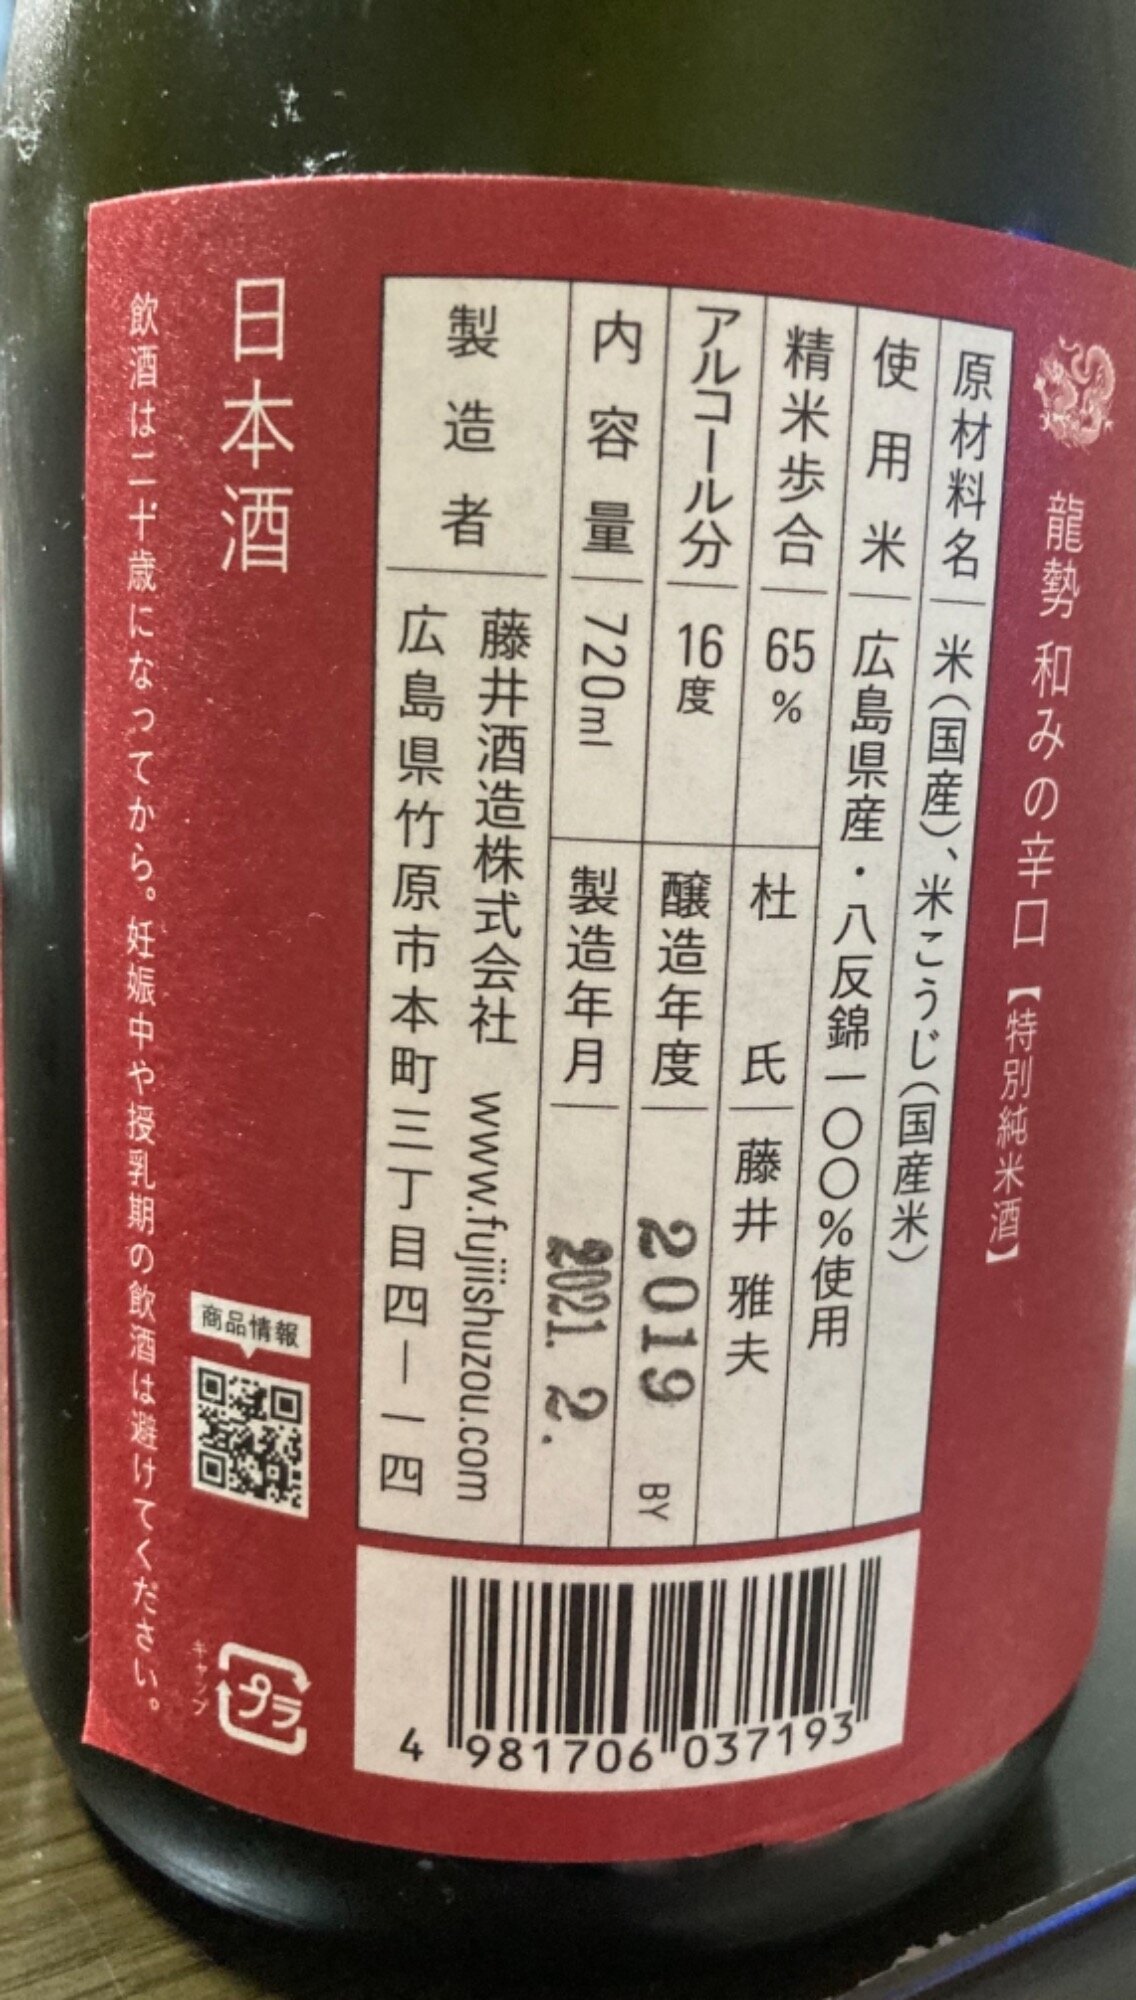 龍勢 和みの辛口【特別純米酒】
原材料名 米(国産)、米こうじ(国産米)
使用米 広島県産・八反錦一〇〇%使用
精米歩合 65%
杜氏 藤井 雅夫
アルコール分 16度
醸造年度 2019 BY
内容量 720ml
製造年月 2021. 2.
製造者 藤井酒造株式会社 www.fujiishuzou.com
広島県竹原市本町三丁目四―一四
日本酒
飲酒は二十歳になってから。妊娠中や授乳期の飲酒は避けてください。
商品情報
キャップ
プラ
4 981706 037193